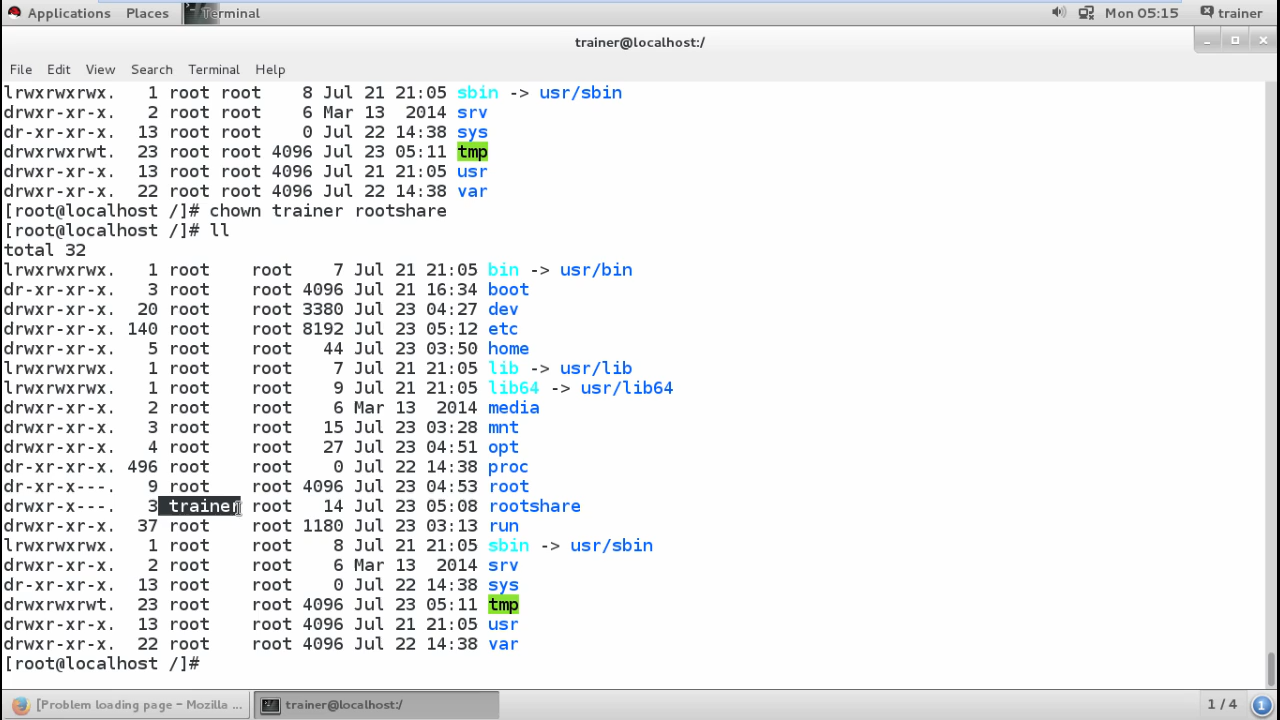 Applications Places Terminal Mon 05:15 trainer
trainer@localhost:/
File Edit View Search Terminal Help
lrwxrwxrwx. 1 root root 8 Jul 21 21:05 sbin -> usr/sbin
drwxr-xr-x. 2 root root 6 Mar 13 2014 srv
dr-xr-xr-x. 13 root root 0 Jul 22 14:38 sys
drwxrwxrwt. 23 root root 4096 Jul 23 05:11 tmp
drwxr-xr-x. 13 root root 4096 Jul 21 21:05 usr
drwxr-xr-x. 22 root root 4096 Jul 22 14:38 var
[root@localhost /]# chown trainer rootshare
[root@localhost /]# ll
total 32
lrwxrwxrwx. 1 root root 7 Jul 21 21:05 bin -> usr/bin
dr-xr-xr-x. 3 root root 4096 Jul 21 16:34 boot
drwxr-xr-x. 20 root root 3380 Jul 23 04:27 dev
drwxr-xr-x. 140 root root 8192 Jul 23 05:12 etc
drwxr-xr-x. 5 root root 44 Jul 23 03:50 home
lrwxrwxrwx. 1 root root 7 Jul 21 21:05 lib -> usr/lib
lrwxrwxrwx. 1 root root 9 Jul 21 21:05 lib64 -> usr/lib64
drwxr-xr-x. 2 root root 6 Mar 13 2014 media
drwxr-xr-x. 3 root root 15 Jul 23 03:28 mnt
drwxr-xr-x. 4 root root 27 Jul 23 04:51 opt
dr-xr-xr-x. 496 root root 0 Jul 22 14:38 proc
dr-xr-x---. 9 root root 4096 Jul 23 04:53 root
drwxr-x---. 3 trainer root 14 Jul 23 05:08 rootshare
drwxr-xr-x. 37 root root 1180 Jul 23 03:13 run
lrwxrwxrwx. 1 root root 8 Jul 21 21:05 sbin -> usr/sbin
drwxr-xr-x. 2 root root 6 Mar 13 2014 srv
dr-xr-xr-x. 13 root root 0 Jul 22 14:38 sys
drwxrwxrwt. 23 root root 4096 Jul 23 05:11 tmp
drwxr-xr-x. 13 root root 4096 Jul 21 21:05 usr
drwxr-xr-x. 22 root root 4096 Jul 22 14:38 var
[root@localhost /]#
[Problem loading page – Mozilla ... trainer@localhost:/ 1 / 4 1